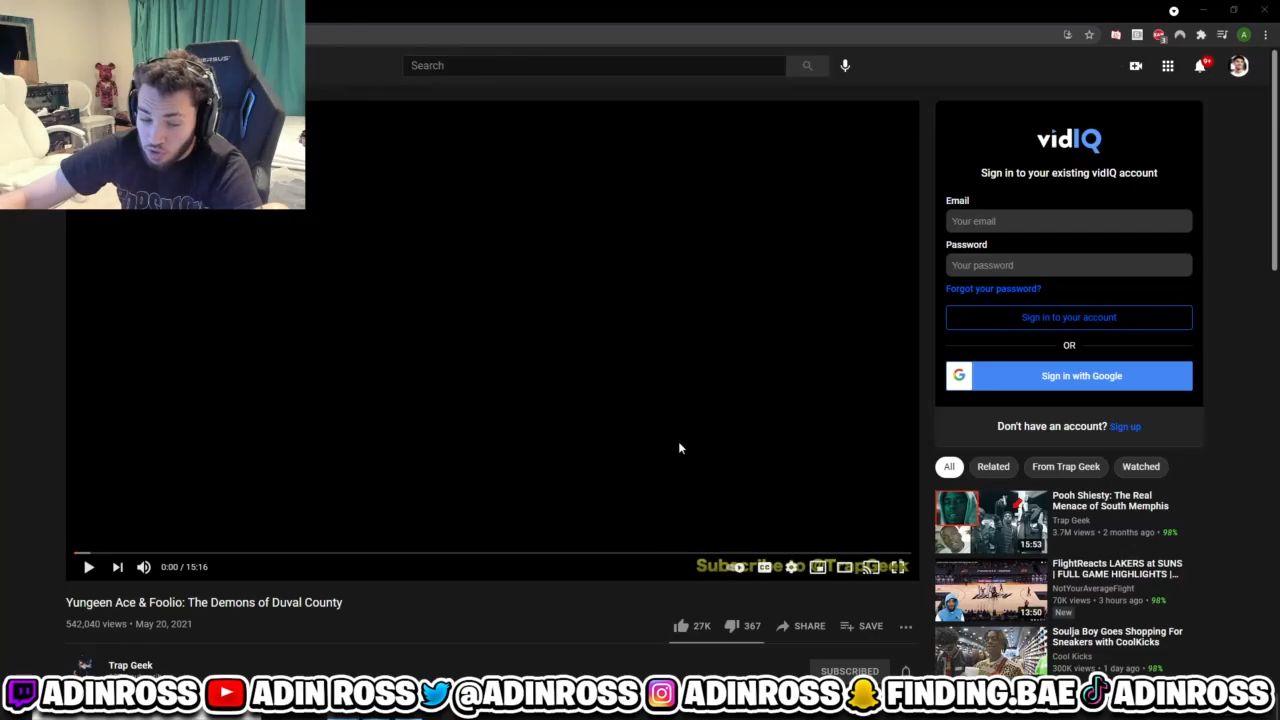 Search
9+
A
3
vidIQ
Sign in to your existing vidIQ account
Email
Your email
Password
Your password
Forgot your password?
Sign in to your account
OR
Sign in with Google
Don't have an account? Sign up
All
Related
From Trap Geek
Watched
Pooh Shiesty: The Real
Menace of South Memphis
Trap Geek
3.7M views • 2 months ago • 98%
15:53
FlightReacts LAKERS at SUNS
| FULL GAME HIGHLIGHTS |...
NotYourAverageFlight
70K views • 3 hours ago • 98%
New
13:50
Soulja Boy Goes Shopping For
Sneakers with CoolKicks
Cool Kicks
300K views • 1 day ago • 98%
0:00 / 15:16
Subscribe to
Yungeen Ace & Foolio: The Demons of Duval County
542,040 views • May 20, 2021
27K
367
SHARE
SAVE
Trap Geek
SUBSCRIBED
ADINROSS ADIN ROSS @ADINROSS ADINROSS FINDING.BAE ADINROSS